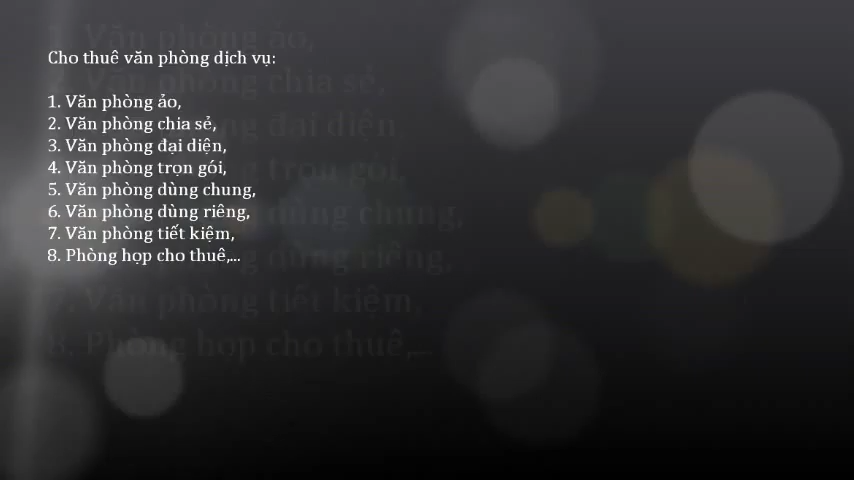 Cho thuê văn phòng dịch vụ:
1. Văn phòng ảo,
2. Văn phòng chia sẻ,
3. Văn phòng đại diện,
4. Văn phòng trọn gói,
5. Văn phòng dùng chung,
6. Văn phòng dùng riêng,
7. Văn phòng tiết kiệm,
8. Phòng họp cho thuê,...